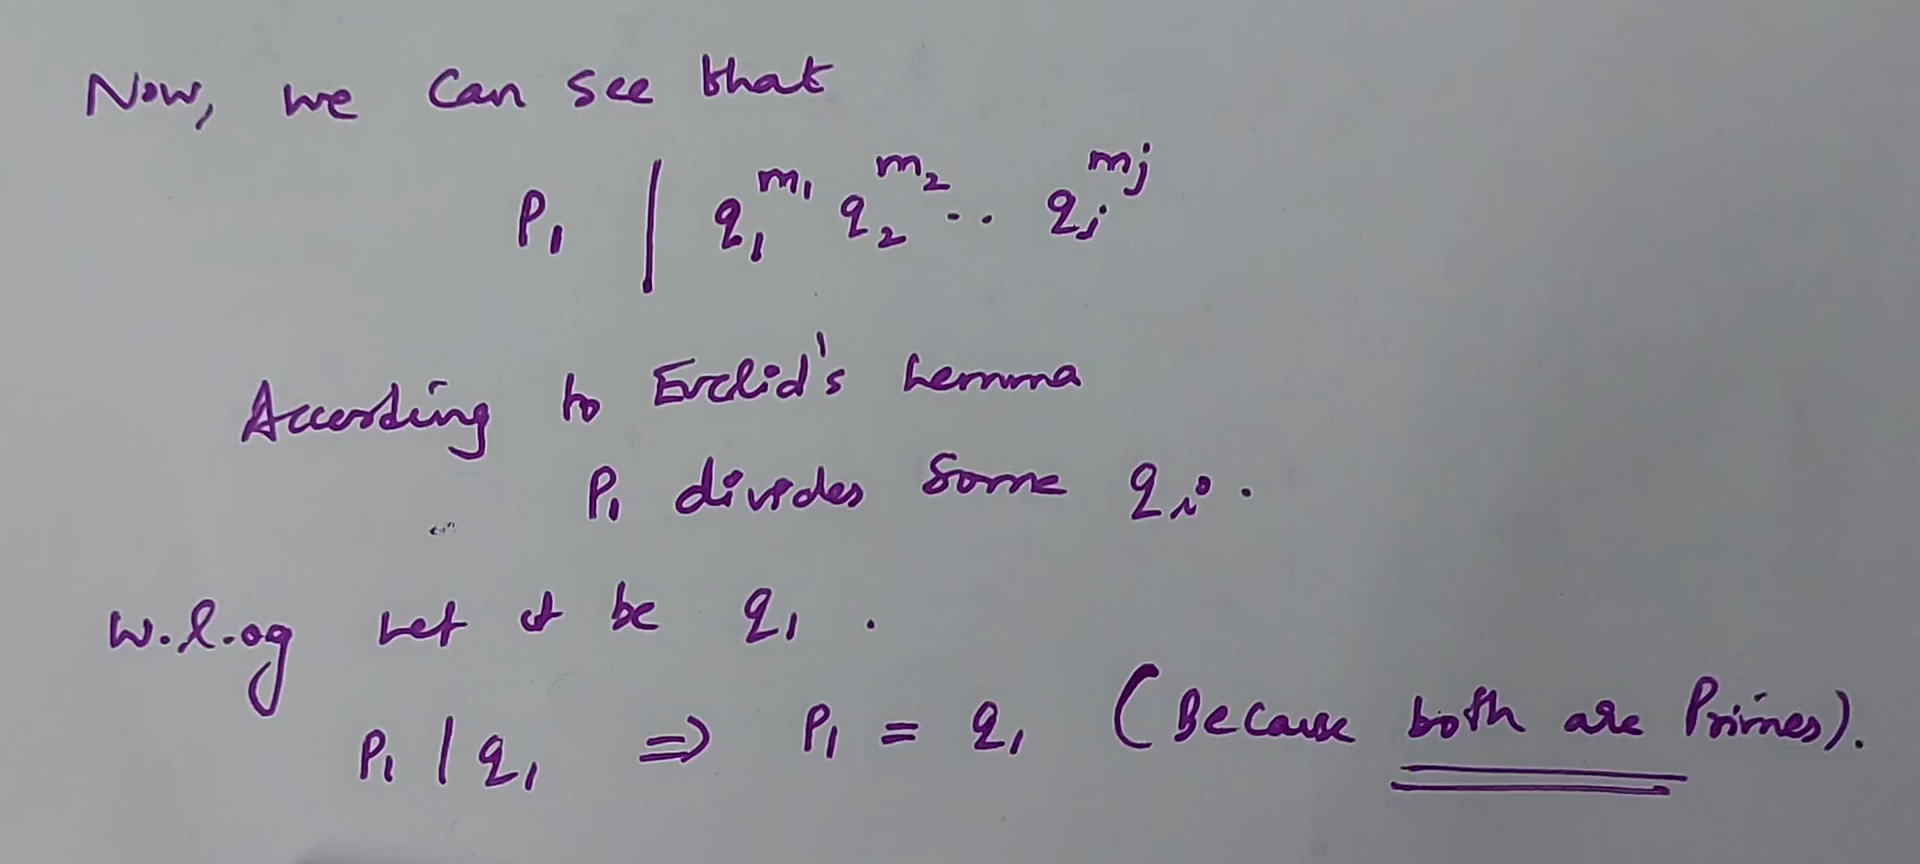 Now, we can see that
P₁ | q₁^m₁ q₂^m₂ .. qⱼ^mj
According to Euclid's Lemma
P₁ divides some qᵢ.
W.l.og Let it be q₁.
P₁ | q₁ ⇒ P₁ = q₁ (Because both are Primes).